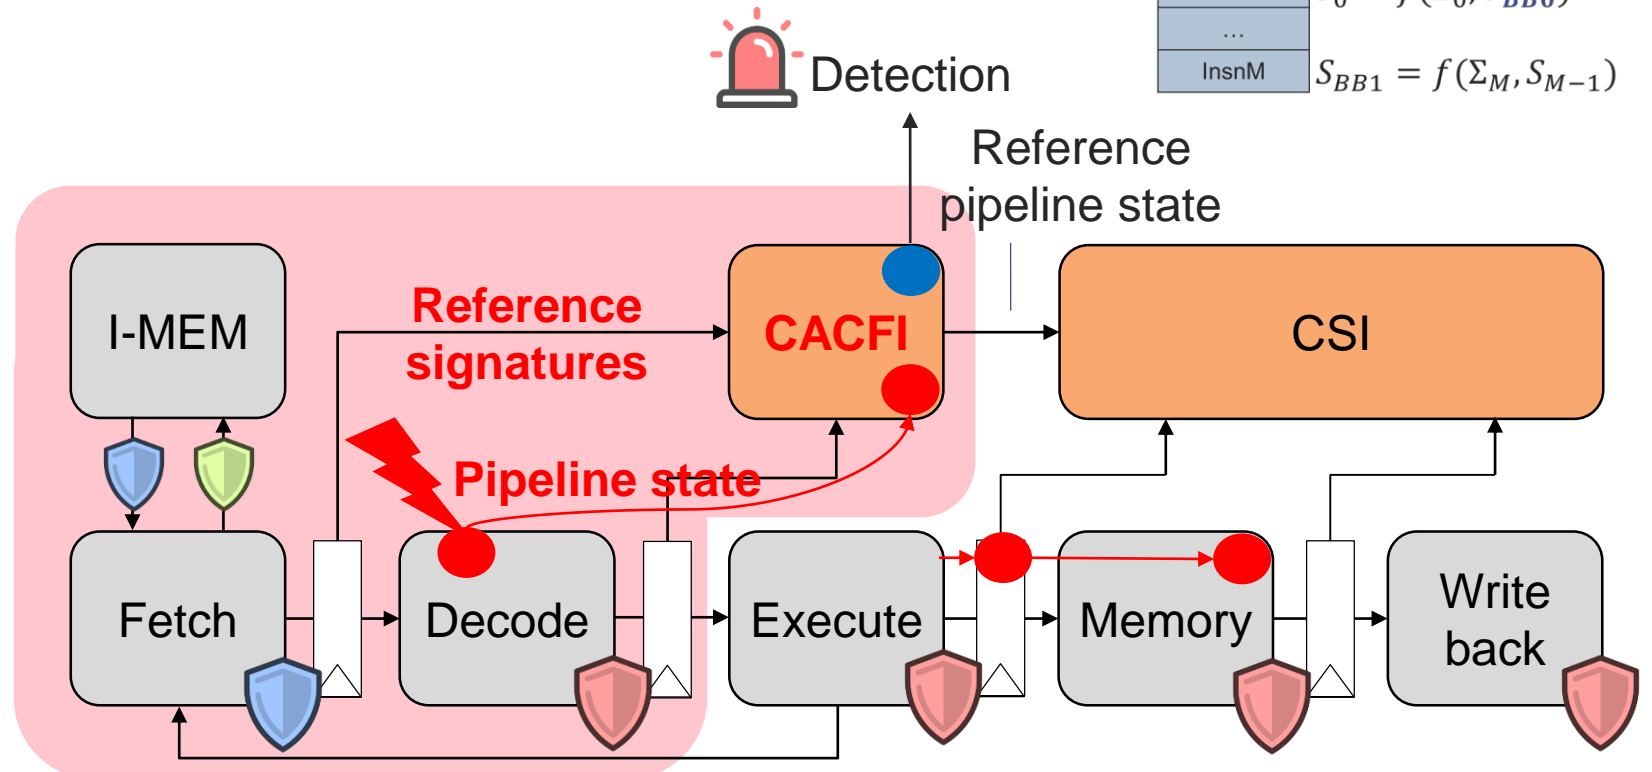 …
InsnM
S_{BB1} = f(Σ_M, S_{M−1})
Detection
Reference
pipeline state
I-MEM
Reference
signatures
CACFI
CSI
Pipeline state
Fetch
Decode
Execute
Memory
Write
back